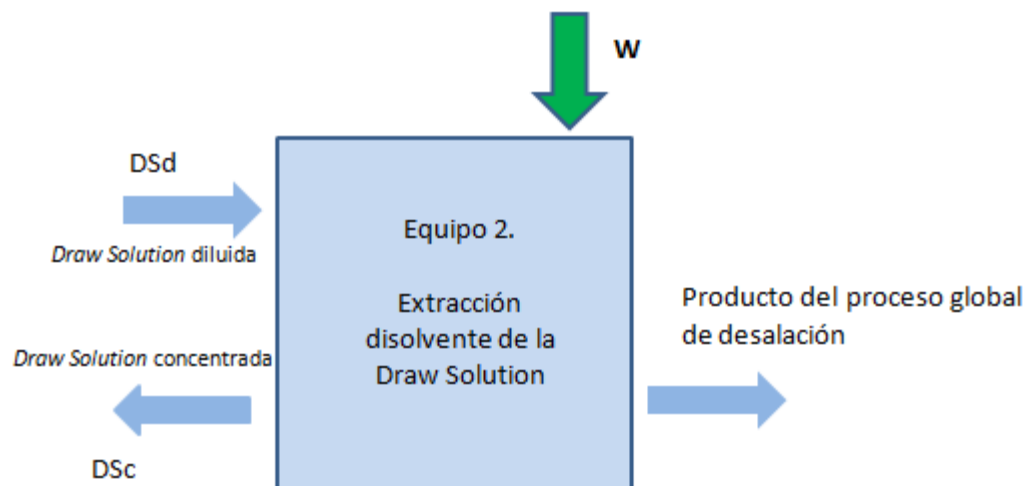 W
DSd
Draw Solution diluida
Equipo 2.
Extracción
disolvente de la
Draw Solution
Producto del proceso global
de desalación
Draw Solution concentrada
DSc